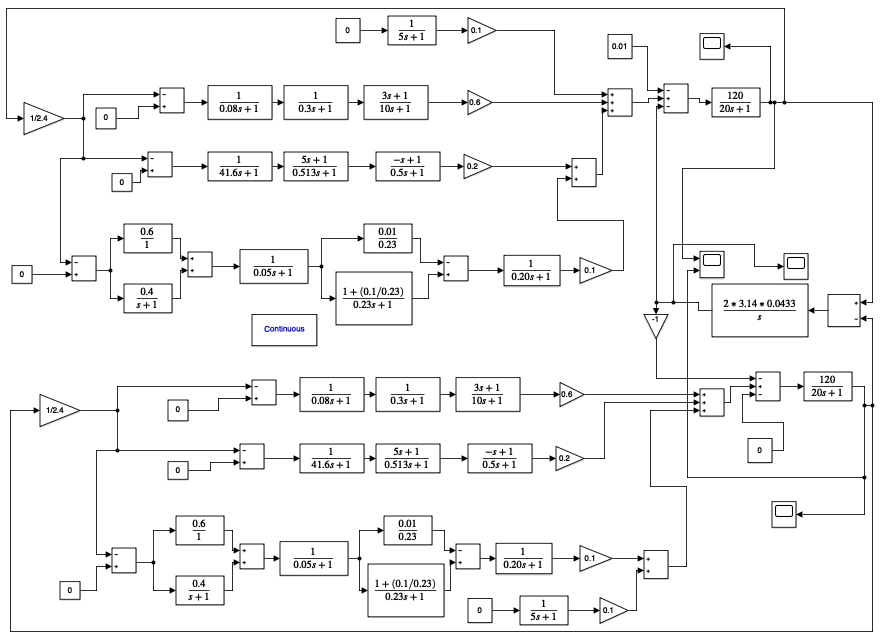 0
1
5s+1
0.1
0.01
1/2.4
0
1
0.08s+1
1
0.3s+1
3s+1
10s+1
0.6
120
20s+1
0
1
41.6s+1
5s+1
0.513s+1
−s+1
0.5s+1
0.2
0
0.6
1
0.4
s+1
1
0.05s+1
0.01
0.23
1+(0.1/0.23)
0.23s+1
1
0.20s+1
0.1
2*3.14*0.0433
s
-1
Continuous
1/2.4
0
1
0.08s+1
1
0.3s+1
3s+1
10s+1
0.6
120
20s+1
0
0
1
41.6s+1
5s+1
0.513s+1
−s+1
0.5s+1
0.2
0
0.6
1
0.4
s+1
1
0.05s+1
0.01
0.23
1+(0.1/0.23)
0.23s+1
1
0.20s+1
0.1
0
1
5s+1
0.1